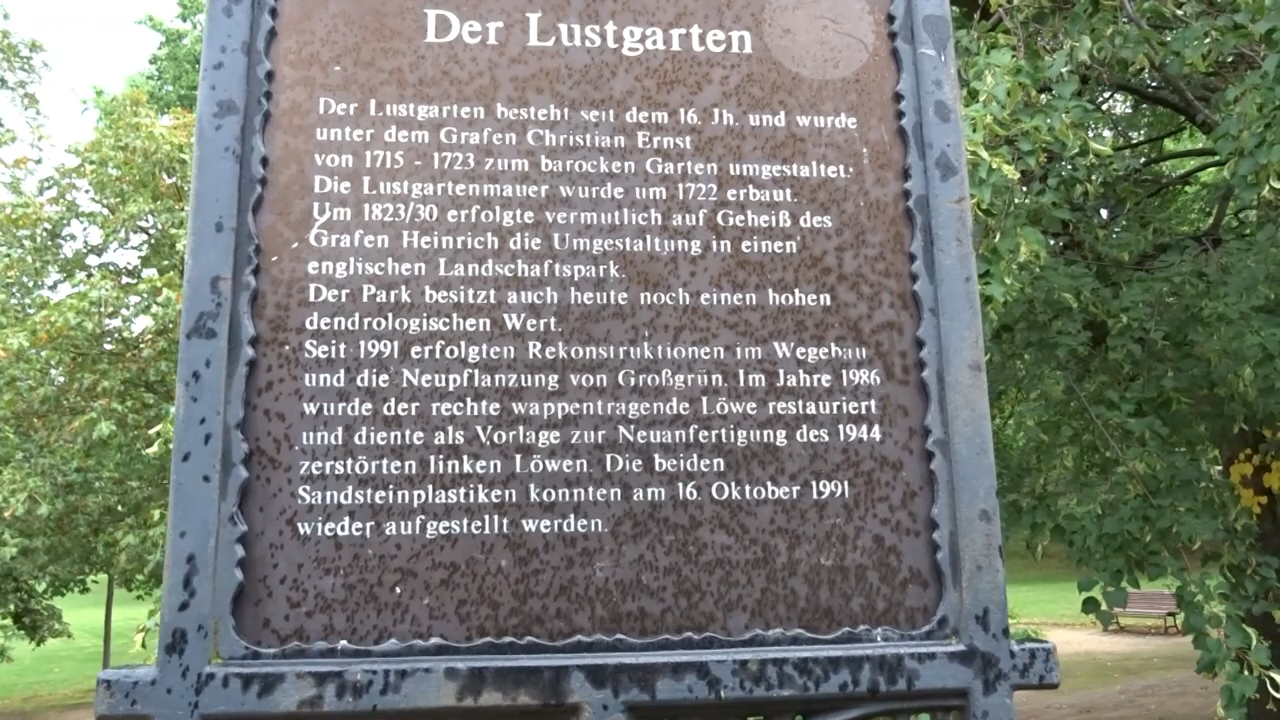 Der Lustgarten
Der Lustgarten besteht seit dem 16. Jh. und wurde
unter dem Grafen Christian Ernst
von 1715 - 1723 zum barocken Garten umgestaltet.
Die Lustgartenmauer wurde um 1722 erbaut.
Um 1823/30 erfolgte vermutlich auf Geheiß des
Grafen Heinrich die Umgestaltung in einen
englischen Landschaftspark.
Der Park besitzt auch heute noch einen hohen
dendrologischen Wert.
Seit 1991 erfolgten Rekonstruktionen im Wegebau
und die Neupflanzung von Großgrün. Im Jahre 1986
wurde der rechte wappentragende Löwe restauriert
und diente als Vorlage zur Neuanfertigung des 1944
zerstörten linken Löwen. Die beiden
Sandsteinplastiken konnten am 16. Oktober 1991
wieder aufgestellt werden.